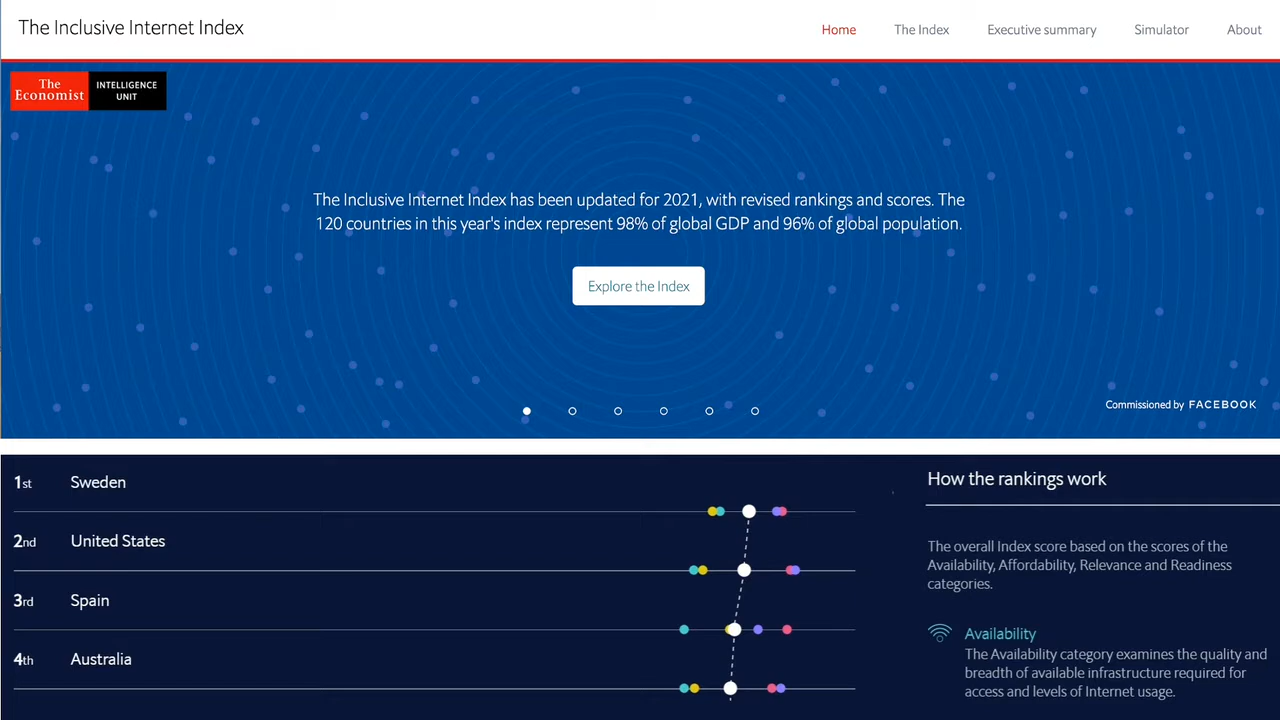 The Inclusive Internet Index
Home
The Index
Executive summary
Simulator
About
The
Economist
INTELLIGENCE
UNIT
The Inclusive Internet Index has been updated for 2021, with revised rankings and scores. The
120 countries in this year's index represent 98% of global GDP and 96% of global population.
Explore the Index
Commissioned by FACEBOOK
1st Sweden
2nd United States
3rd Spain
4th Australia
How the rankings work
The overall Index score based on the scores of the
Availability, Affordability, Relevance and Readiness
categories.
Availability
The Availability category examines the quality and
breadth of available infrastructure required for
access and levels of Internet usage.